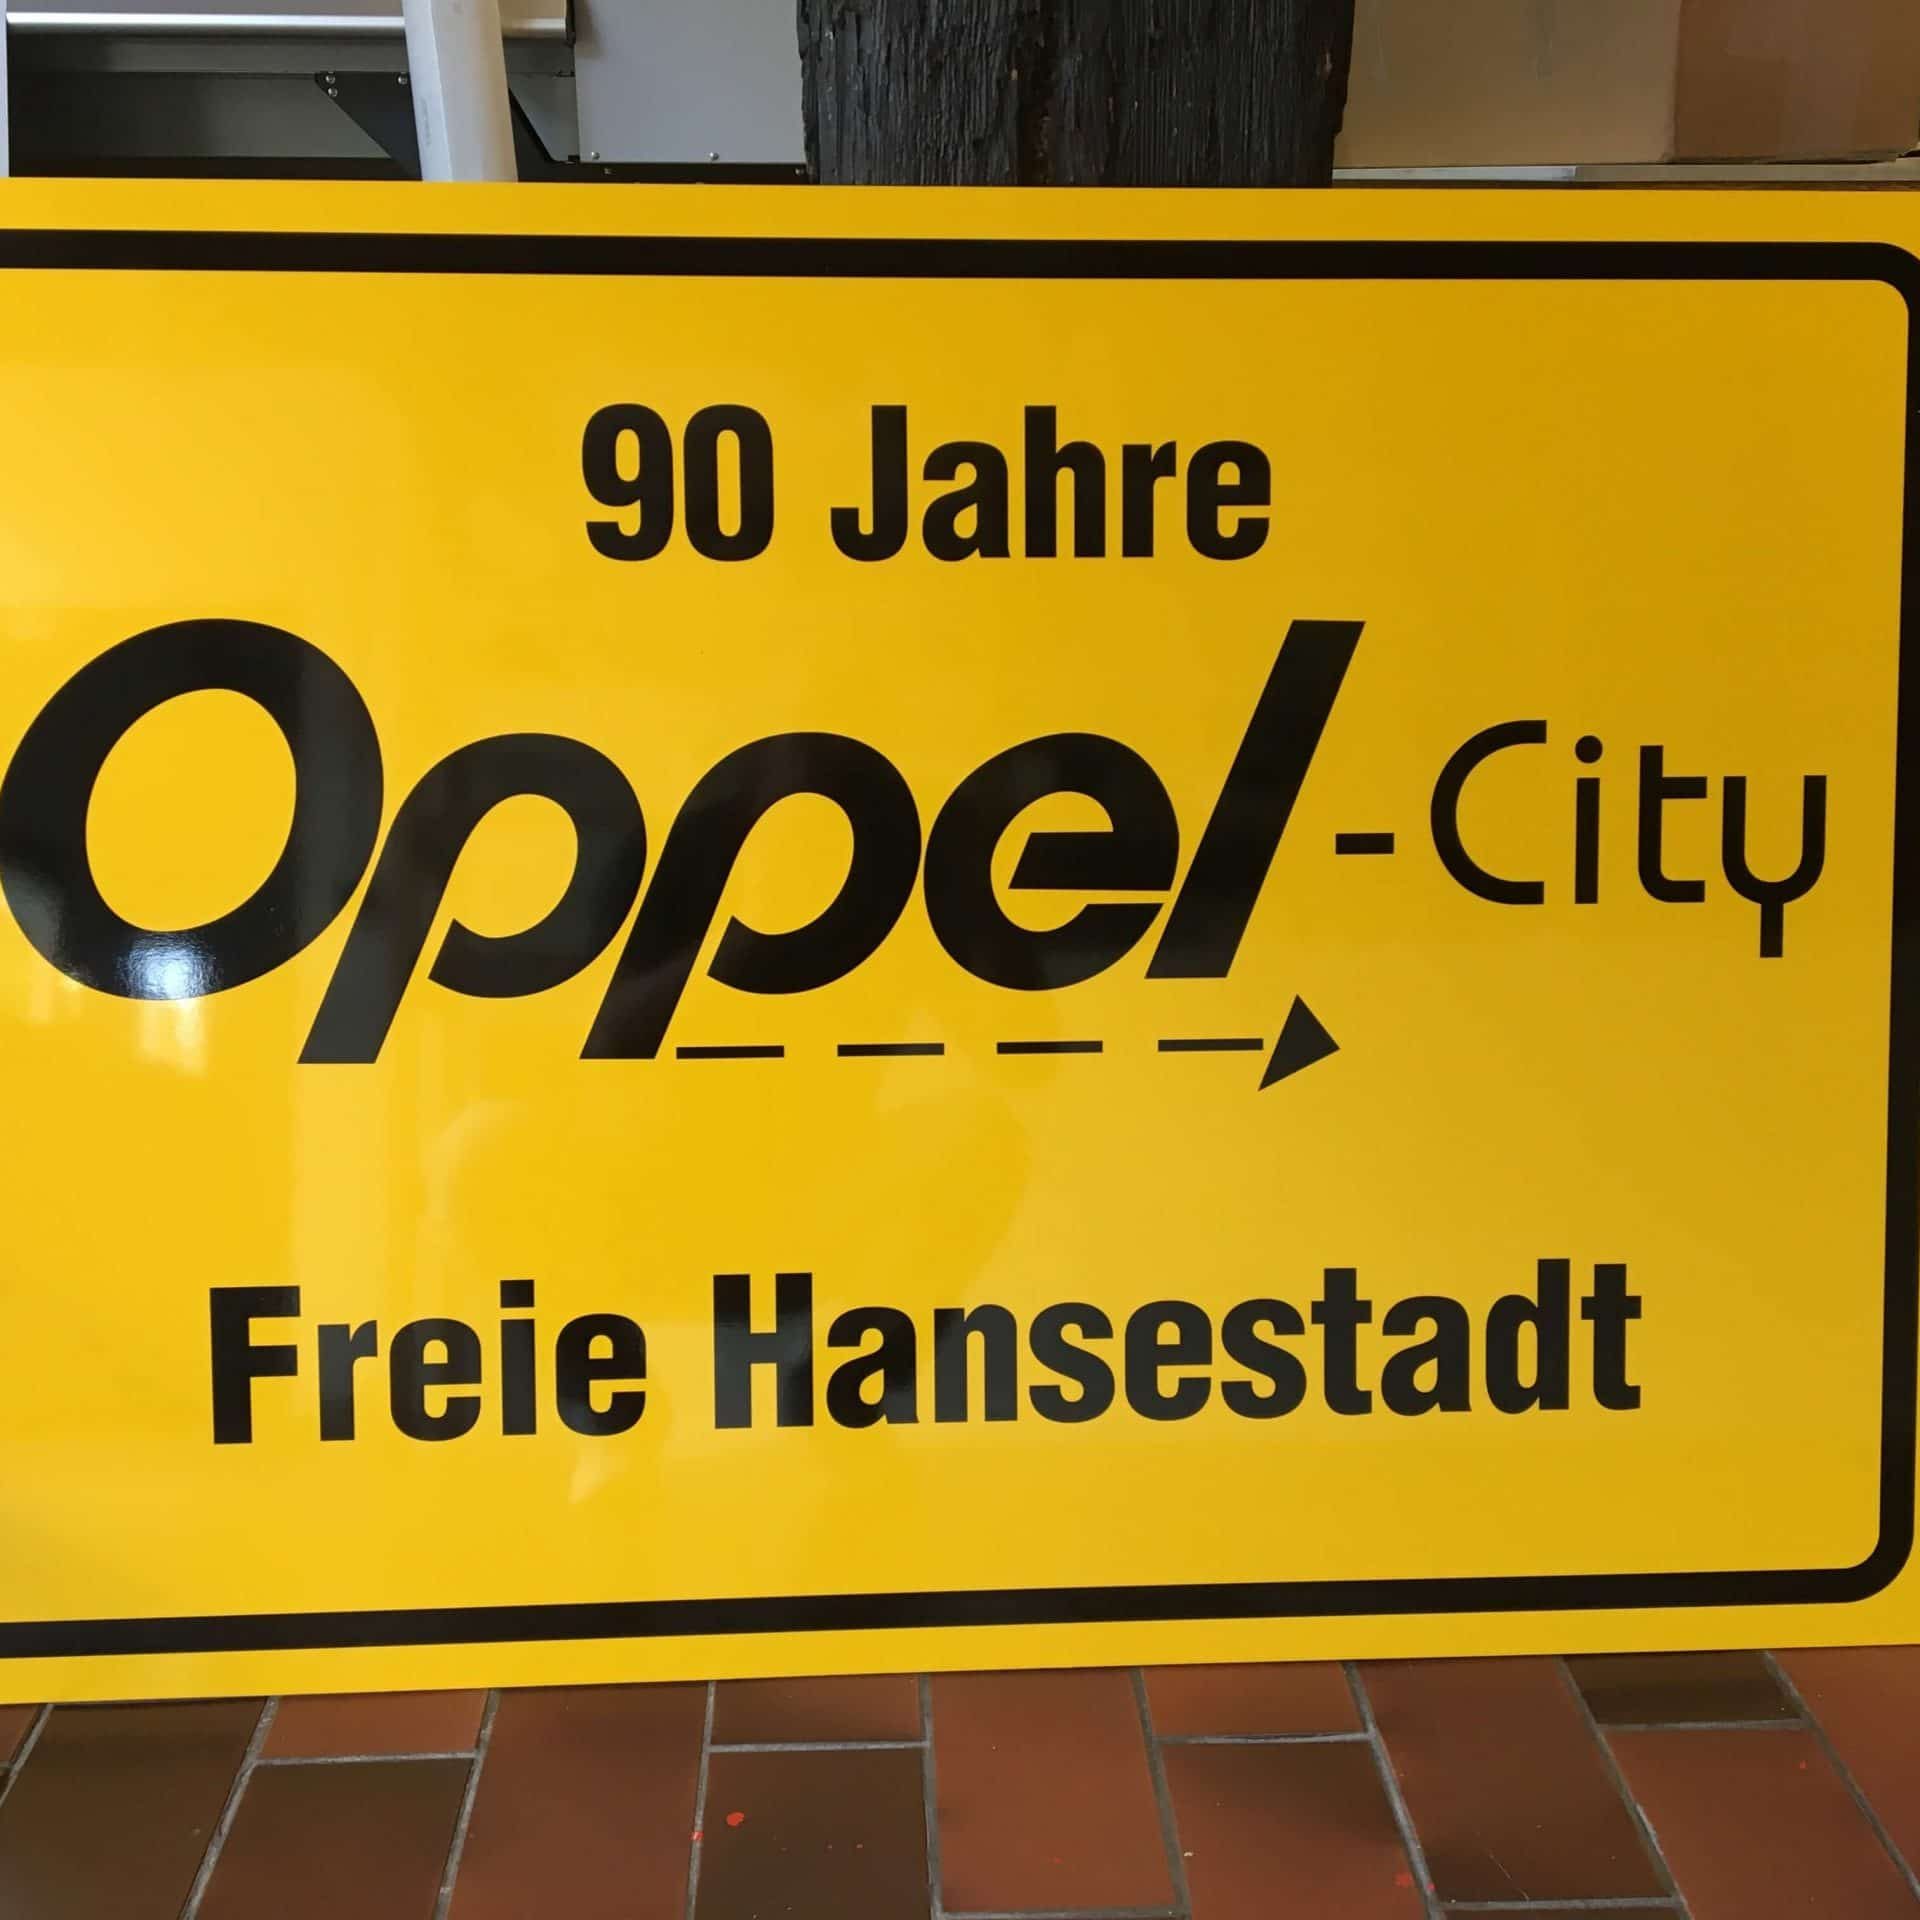 90 Jahre
Oppel-City
Freie Hansestadt